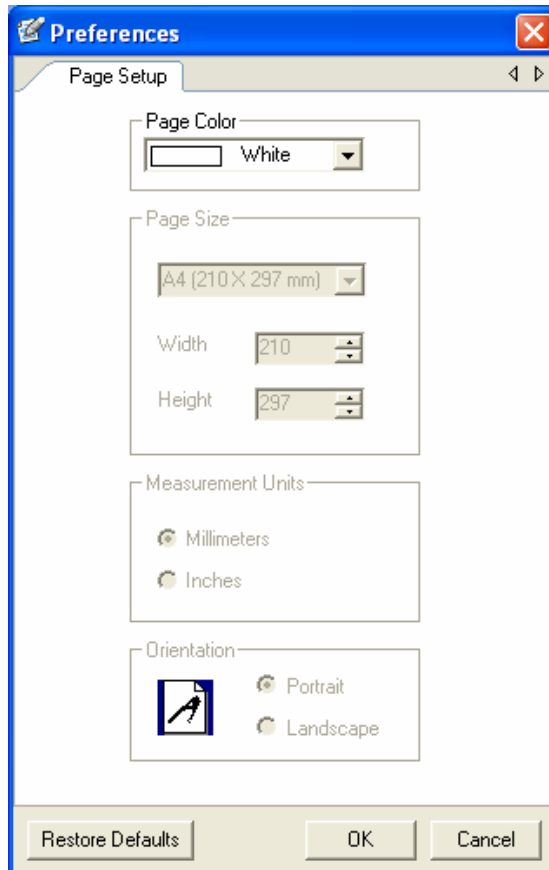 Preferences
Page Setup
Page Color
White
Page Size
A4 (210 X 297 mm)
Width 210
Height 297
Measurement Units
Millimeters
Inches
Orientation
Portrait
Landscape
Restore Defaults OK Cancel